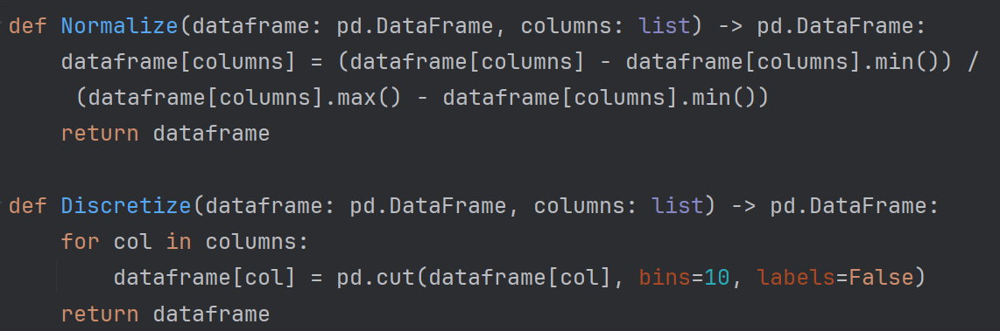 def Normalize(dataframe: pd.DataFrame, columns: list) -> pd.DataFrame:
    dataframe[columns] = (dataframe[columns] - dataframe[columns].min()) /
     (dataframe[columns].max() - dataframe[columns].min())
    return dataframe

def Discretize(dataframe: pd.DataFrame, columns: list) -> pd.DataFrame:
    for col in columns:
        dataframe[col] = pd.cut(dataframe[col], bins=10, labels=False)
    return dataframe